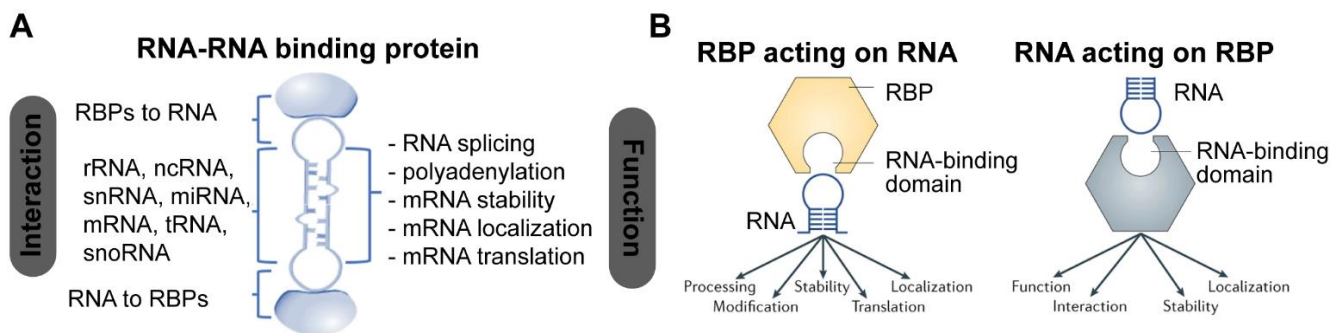 A
RNA-RNA binding protein
Interaction
RBPs to RNA
rRNA, ncRNA,
snRNA, miRNA,
mRNA, tRNA,
snoRNA
RNA to RBPs
- RNA splicing
- polyadenylation
- mRNA stability
- mRNA localization
- mRNA translation
Function
B
RBP acting on RNA
RBP
RNA-binding
domain
RNA
Processing
Modification
Stability
Translation
Localization
RNA acting on RBP
RNA
RNA-binding
domain
Function
Interaction
Stability
Localization